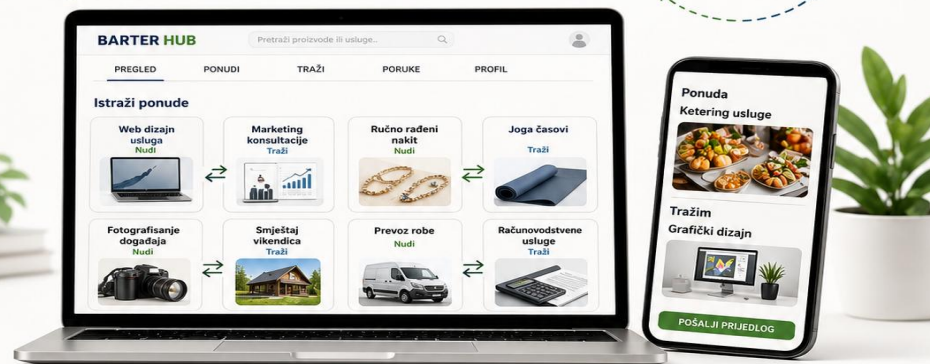 BARTER HUB
Pretraži proizvode ili usluge..
PREGLED PONUDI TRAŽI PORUKE PROFIL
Istraži ponude
Web dizajn
usluga
Nudi
Marketing
konsultacije
Traži
Ručno rađeni
nakit
Nudi
Joga časovi
Traži
Fotografisanje
događaja
Nudi
Smještaj
vikendica
Traži
Prevoz robe
Nudi
Računovodstvene
usluge
Traži
Ponuda
Ketering usluge
Tražim
Grafički dizajn
POŠALJI PRIJEDLOG